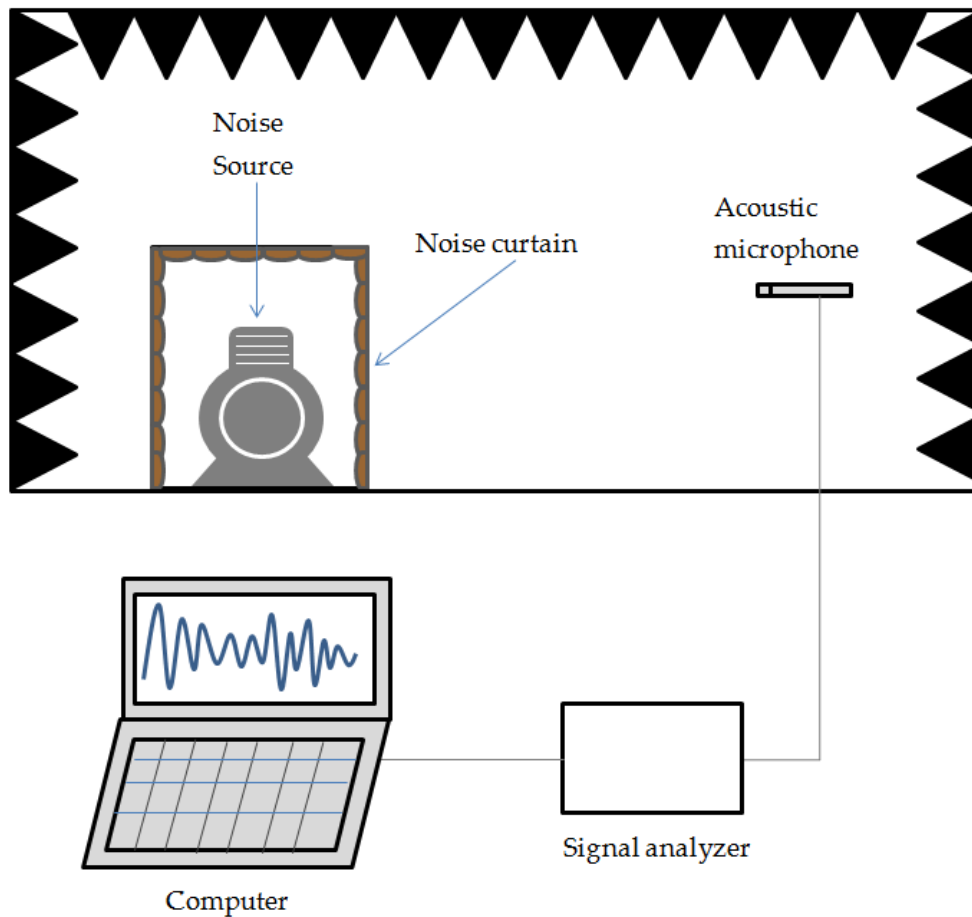 Noise
Source
Noise curtain
Acoustic
microphone
Signal analyzer
Computer